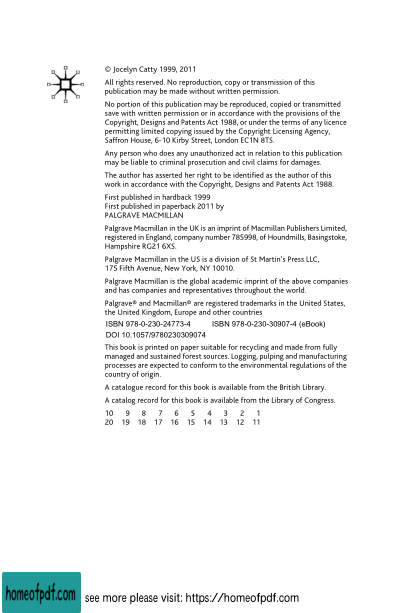 © Jocelyn Catty 1999, 2011
All rights reserved. No reproduction, copy or transmission of this
publication may be made without written permission.
No portion of this publication may be reproduced, copied or transmitted
save with written permission or in accordance with the provisions of the
Copyright, Designs and Patents Act 1988, or under the terms of any licence
permitting limited copying issued by the Copyright Licensing Agency,
Saffron House, 6-10 Kirby Street, London EC1N 8TS.
Any person who does any unauthorized act in relation to this publication
may be liable to criminal prosecution and civil claims for damages.
The author has asserted her right to be identified as the author of this
work in accordance with the Copyright, Designs and Patents Act 1988.
First published in hardback 1999
First published in paperback 2011 by
PALGRAVE MACMILLAN
Palgrave Macmillan in the UK is an imprint of Macmillan Publishers Limited,
registered in England, company number 785998, of Houndmills, Basingstoke,
Hampshire RG21 6XS.
Palgrave Macmillan in the US is a division of St Martin's Press LLC,
175 Fifth Avenue, New York, NY 10010.
Palgrave Macmillan is the global academic imprint of the above companies
and has companies and representatives throughout the world.
Palgrave® and Macmillan® are registered trademarks in the United States,
the United Kingdom, Europe and other countries
ISBN 978-0-230-24773-4 ISBN 978-0-230-30907-4 (eBook)
DOI 10.1057/9780230309074
This book is printed on paper suitable for recycling and made from fully
managed and sustained forest sources. Logging, pulping and manufacturing
processes are expected to conform to the environmental regulations of the
country of origin.
A catalogue record for this book is available from the British Library.
A catalog record for this book is available from the Library of Congress.
10 9 8 7 6 5 4 3 2 1
20 19 18 17 16 15 14 13 12 11
homeofpdf.com
see more please visit: https://homeofpdf.com